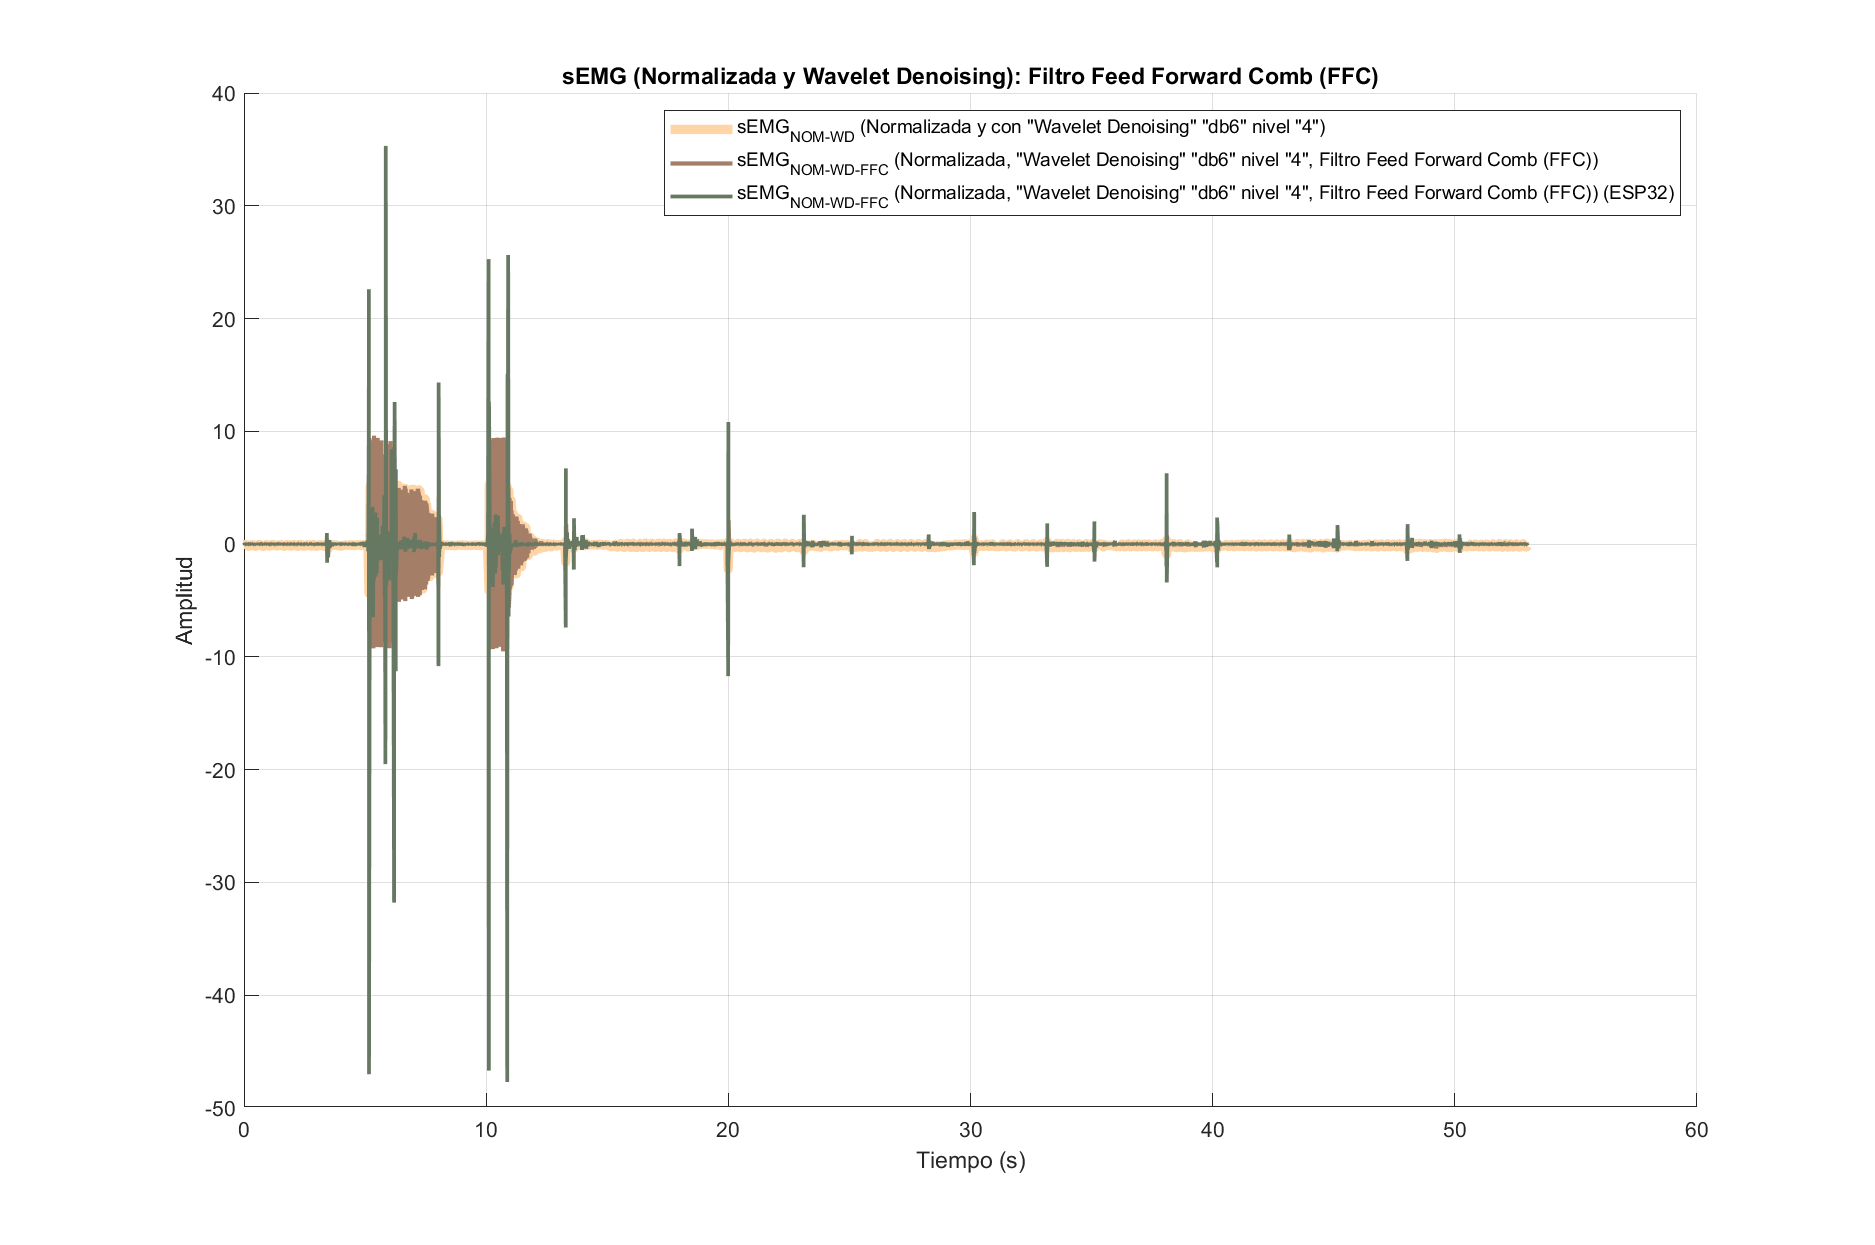 sEMG (Normalizada y Wavelet Denoising): Filtro Feed Forward Comb (FFC)
sEMG_NOM-WD (Normalizada y con "Wavelet Denoising" "db6" nivel "4")
sEMG_NOM-WD-FFC (Normalizada, "Wavelet Denoising" "db6" nivel "4", Filtro Feed Forward Comb (FFC))
sEMG_NOM-WD-FFC (Normalizada, "Wavelet Denoising" "db6" nivel "4", Filtro Feed Forward Comb (FFC)) (ESP32)
40
30
20
10
0
-10
-20
-30
-40
-50
Amplitud
0 10 20 30 40 50 60
Tiempo (s)